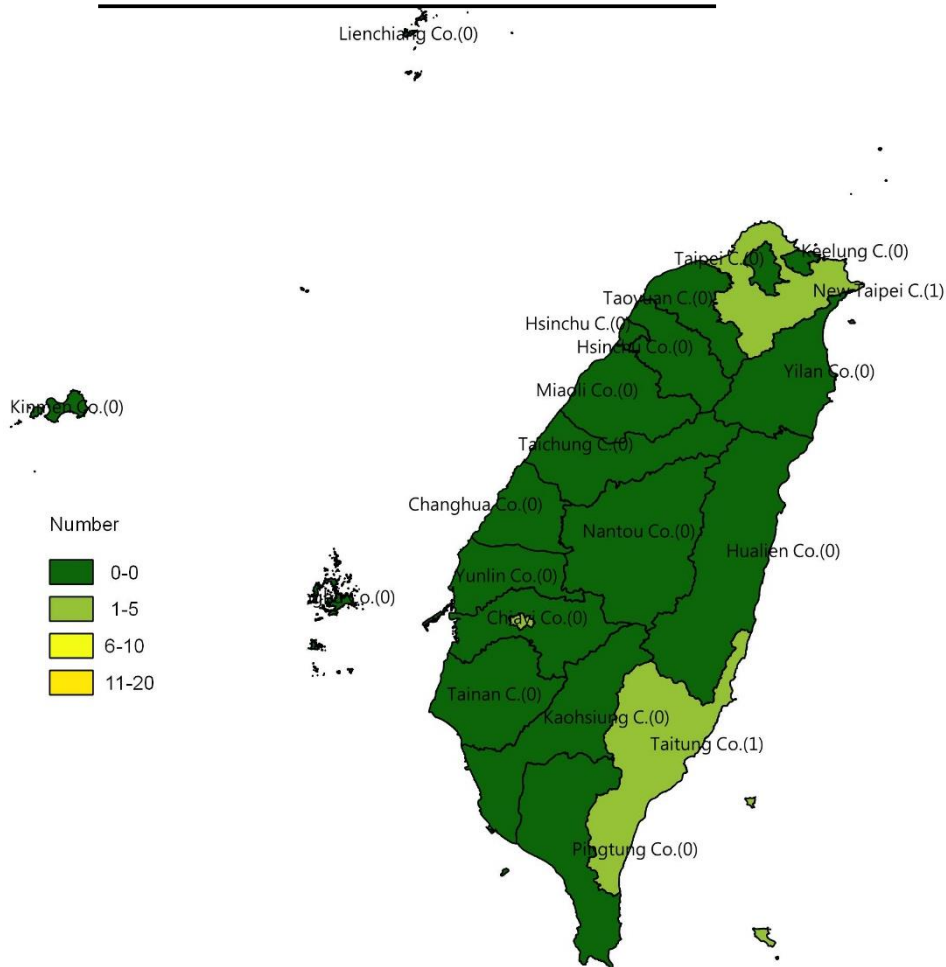 Lienchiang Co.(0)
Taipei C.(0)
Keelung C.(0)
New Taipei C.(1)
Taoyuan C.(0)
Hsinchu C.(0)
Hsinchu Co.(0)
Yilan Co.(0)
Miaoli Co.(0)
Kinmen Co.(0)
Taichung C.(0)
Changhua Co.(0)
Nantou Co.(0)
Hualien Co.(0)
Number
0-0
1-5
6-10
11-20
Yunlin Co.(0)
Co.(0)
Chiayi Co.(0)
Tainan C.(0)
Kaohsiung C.(0)
Taitung Co.(1)
Pingtung Co.(0)